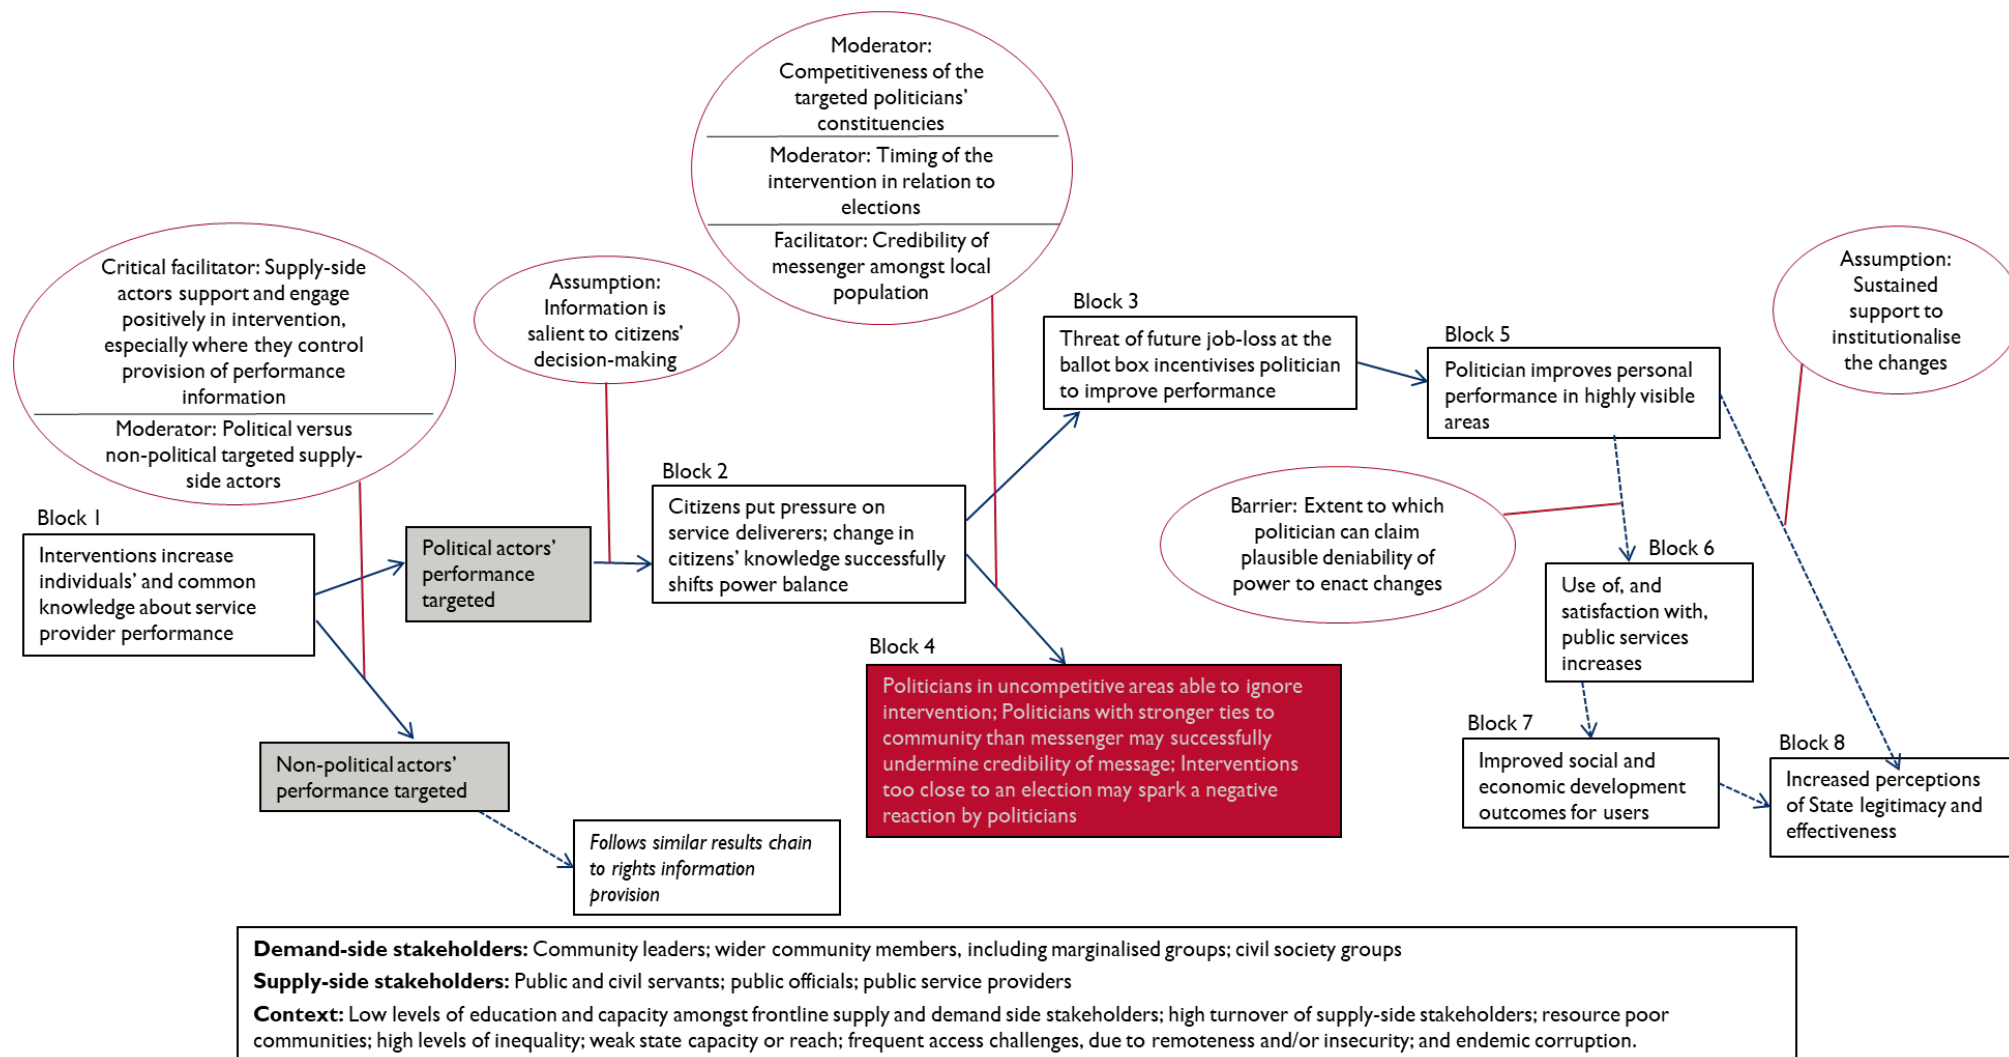 Moderator:
Competitiveness of the
targeted politicians'
constituencies
Moderator: Timing of the
intervention in relation to
elections
Facilitator: Credibility of
messenger amongst local
population
Critical facilitator: Supply-side
actors support and engage
positively in intervention,
especially where they control
provision of performance
information
Moderator: Political versus
non-political targeted supply-
side actors
Assumption:
Information is
salient to citizens'
decision-making
Assumption:
Sustained
support to
institutionalise
the changes
Block 1
Interventions increase
individuals' and common
knowledge about service
provider performance
Political actors'
performance
targeted
Non-political actors'
performance targeted
Follows similar results chain
to rights information
provision
Block 2
Citizens put pressure on
service deliverers; change in
citizens' knowledge successfully
shifts power balance
Block 3
Threat of future job-loss at the
ballot box incentivises politician
to improve performance
Block 4
Politicians in uncompetitive areas able to ignore
intervention; Politicians with stronger ties to
community than messenger may successfully
undermine credibility of message; Interventions
too close to an election may spark a negative
reaction by politicians
Block 5
Politician improves personal
performance in highly visible
areas
Barrier: Extent to which
politician can claim
plausible deniability of
power to enact changes
Block 6
Use of, and
satisfaction with,
public services
increases
Block 7
Improved social and
economic development
outcomes for users
Block 8
Increased perceptions
of State legitimacy and
effectiveness
Demand-side stakeholders: Community leaders; wider community members, including marginalised groups; civil society groups
Supply-side stakeholders: Public and civil servants; public officials; public service providers
Context: Low levels of education and capacity amongst frontline supply and demand side stakeholders; high turnover of supply-side stakeholders; resource poor
communities; high levels of inequality; weak state capacity or reach; frequent access challenges, due to remoteness and/or insecurity; and endemic corruption.